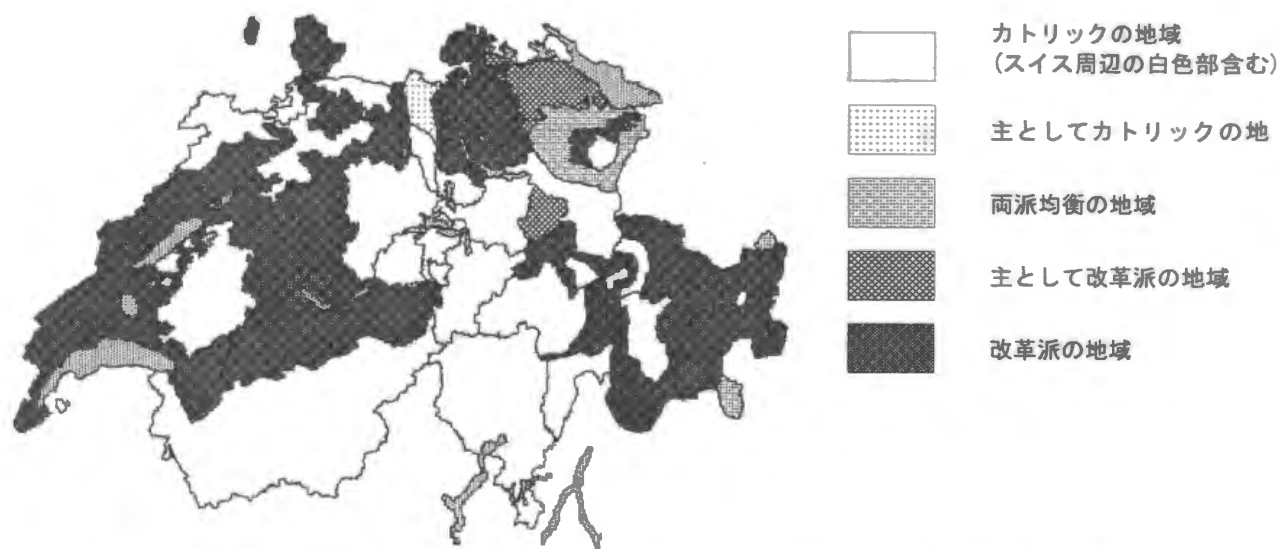 カトリックの地域
(スイス周辺の白色部含む)
主としてカトリックの地
両派均衡の地域
主として改革派の地域
改革派の地域